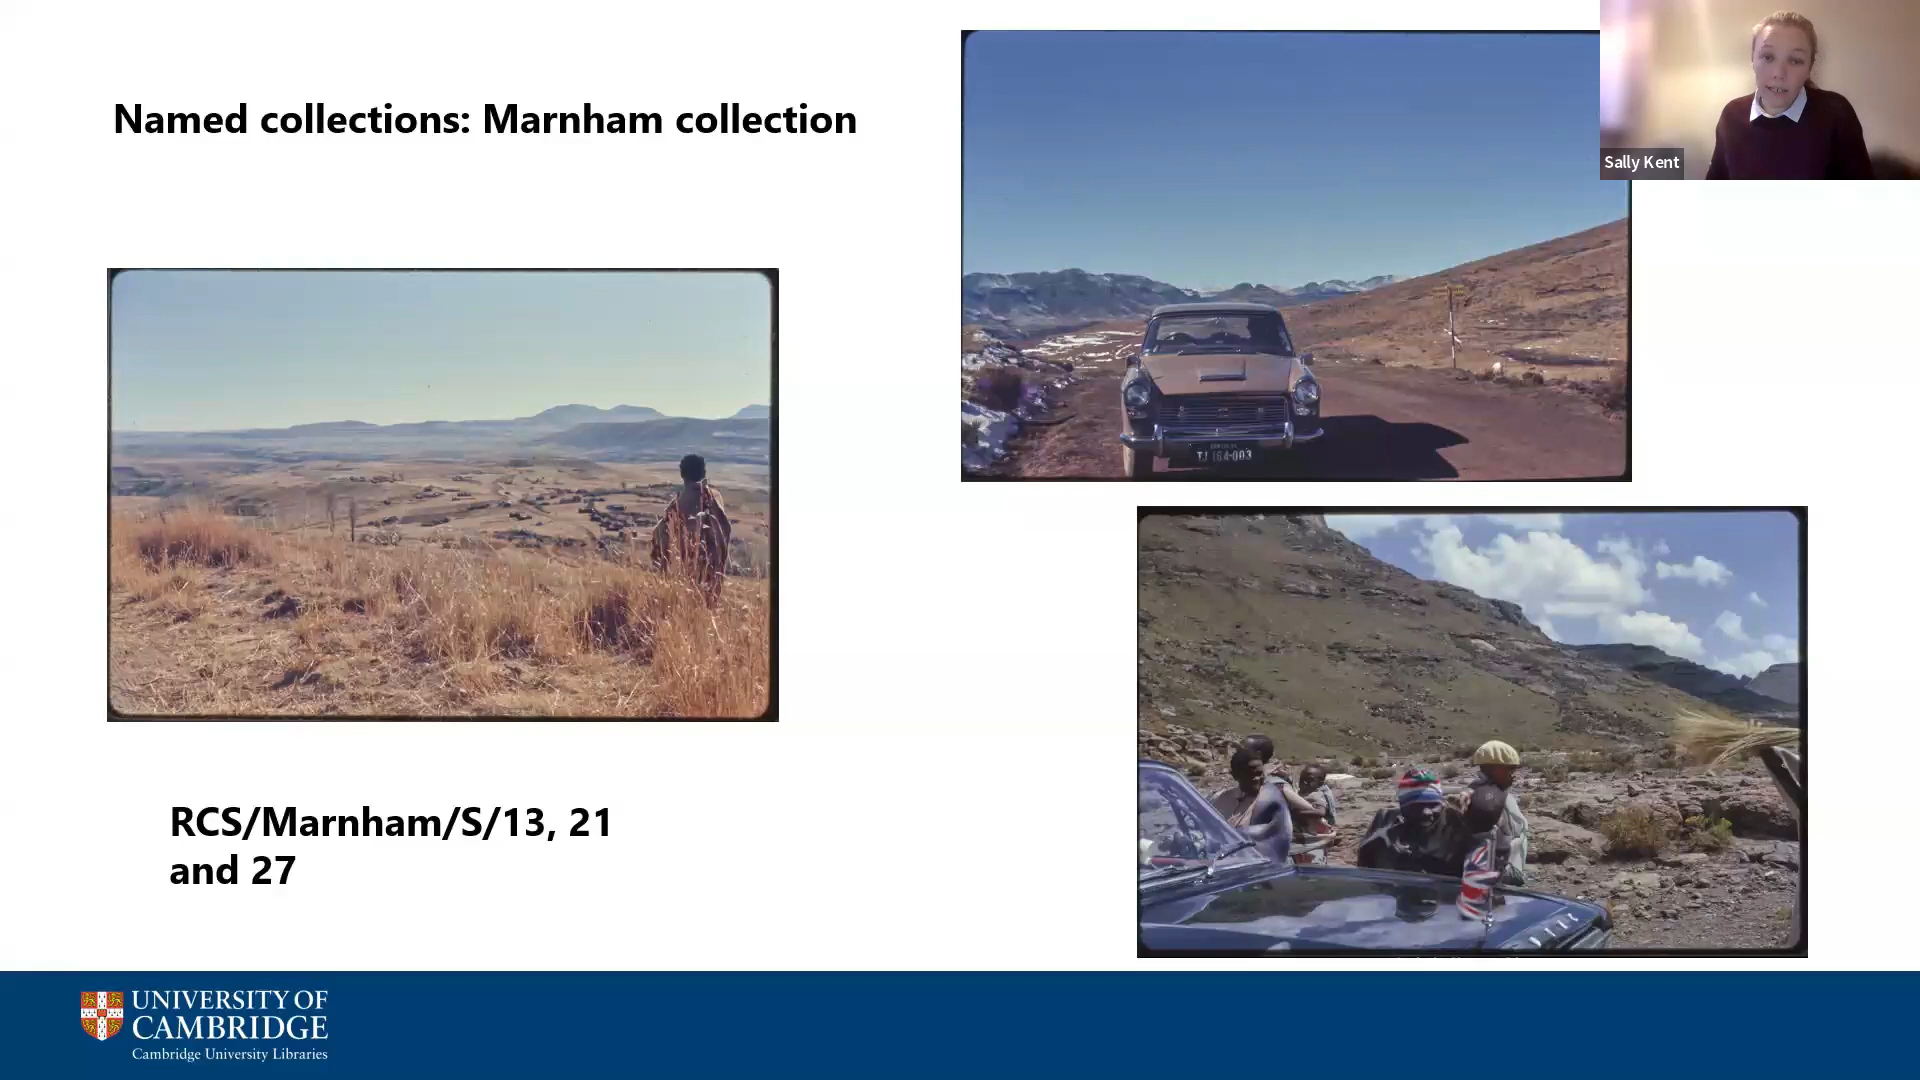 Named collections: Marnham collection
Sally Kent
TJ 164-003
RCS/Marnham/S/13, 21
and 27
UNIVERSITY OF
CAMBRIDGE
Cambridge University Libraries